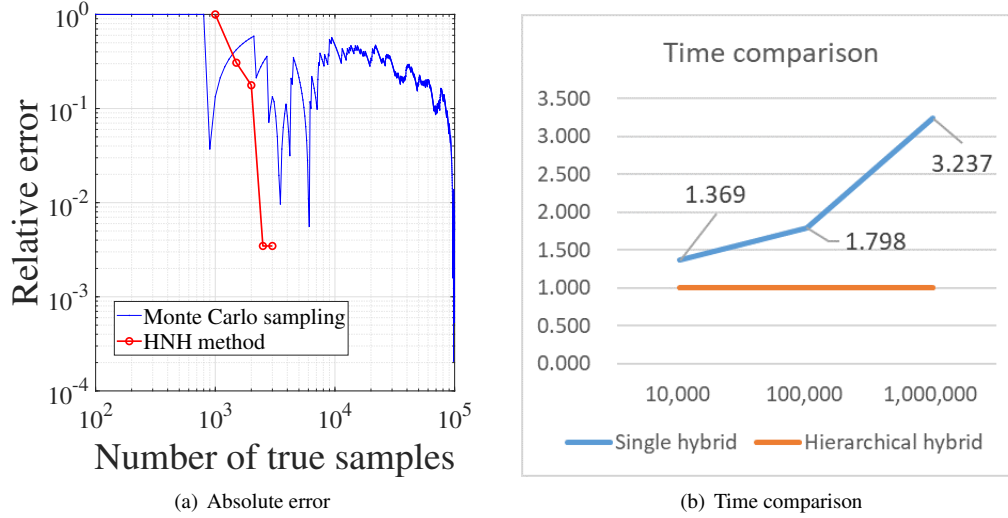 10^0
10^-1
10^-2
10^-3
10^-4
Relative error
Monte Carlo sampling
HNH method
10^2
10^3
10^4
10^5
Number of true samples
(a) Absolute error
Time comparison
3.500
3.000
2.500
2.000
1.500
1.000
0.500
0.000
1.369
1.798
3.237
10,000
100,000
1,000,000
Single hybrid
Hierarchical hybrid
(b) Time comparison